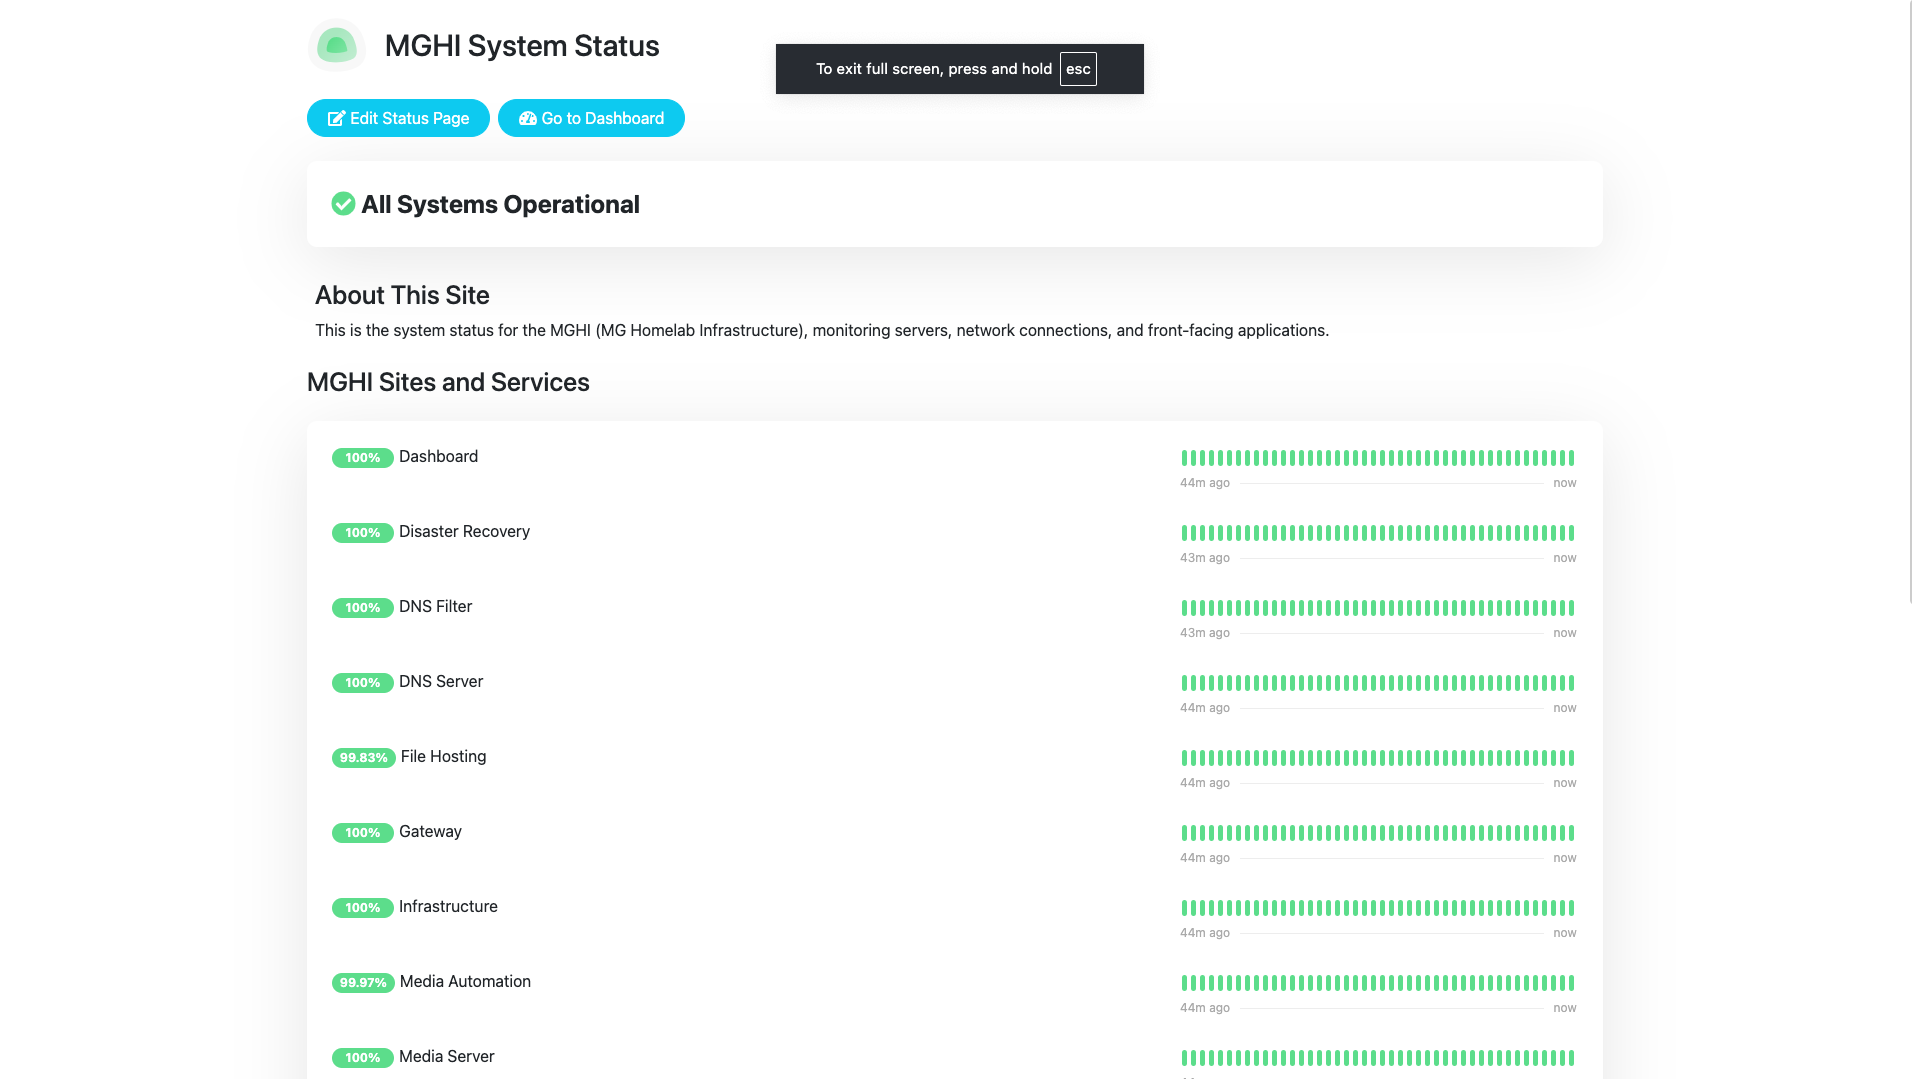 MGHI System Status
To exit full screen, press and hold esc
Edit Status Page Go to Dashboard
All Systems Operational
About This Site
This is the system status for the MGHI (MG Homelab Infrastructure), monitoring servers, network connections, and front-facing applications.
MGHI Sites and Services
100% Dashboard
44m ago now
100% Disaster Recovery
43m ago now
100% DNS Filter
43m ago now
100% DNS Server
44m ago now
99.83% File Hosting
44m ago now
100% Gateway
44m ago now
100% Infrastructure
44m ago now
99.97% Media Automation
44m ago now
100% Media Server